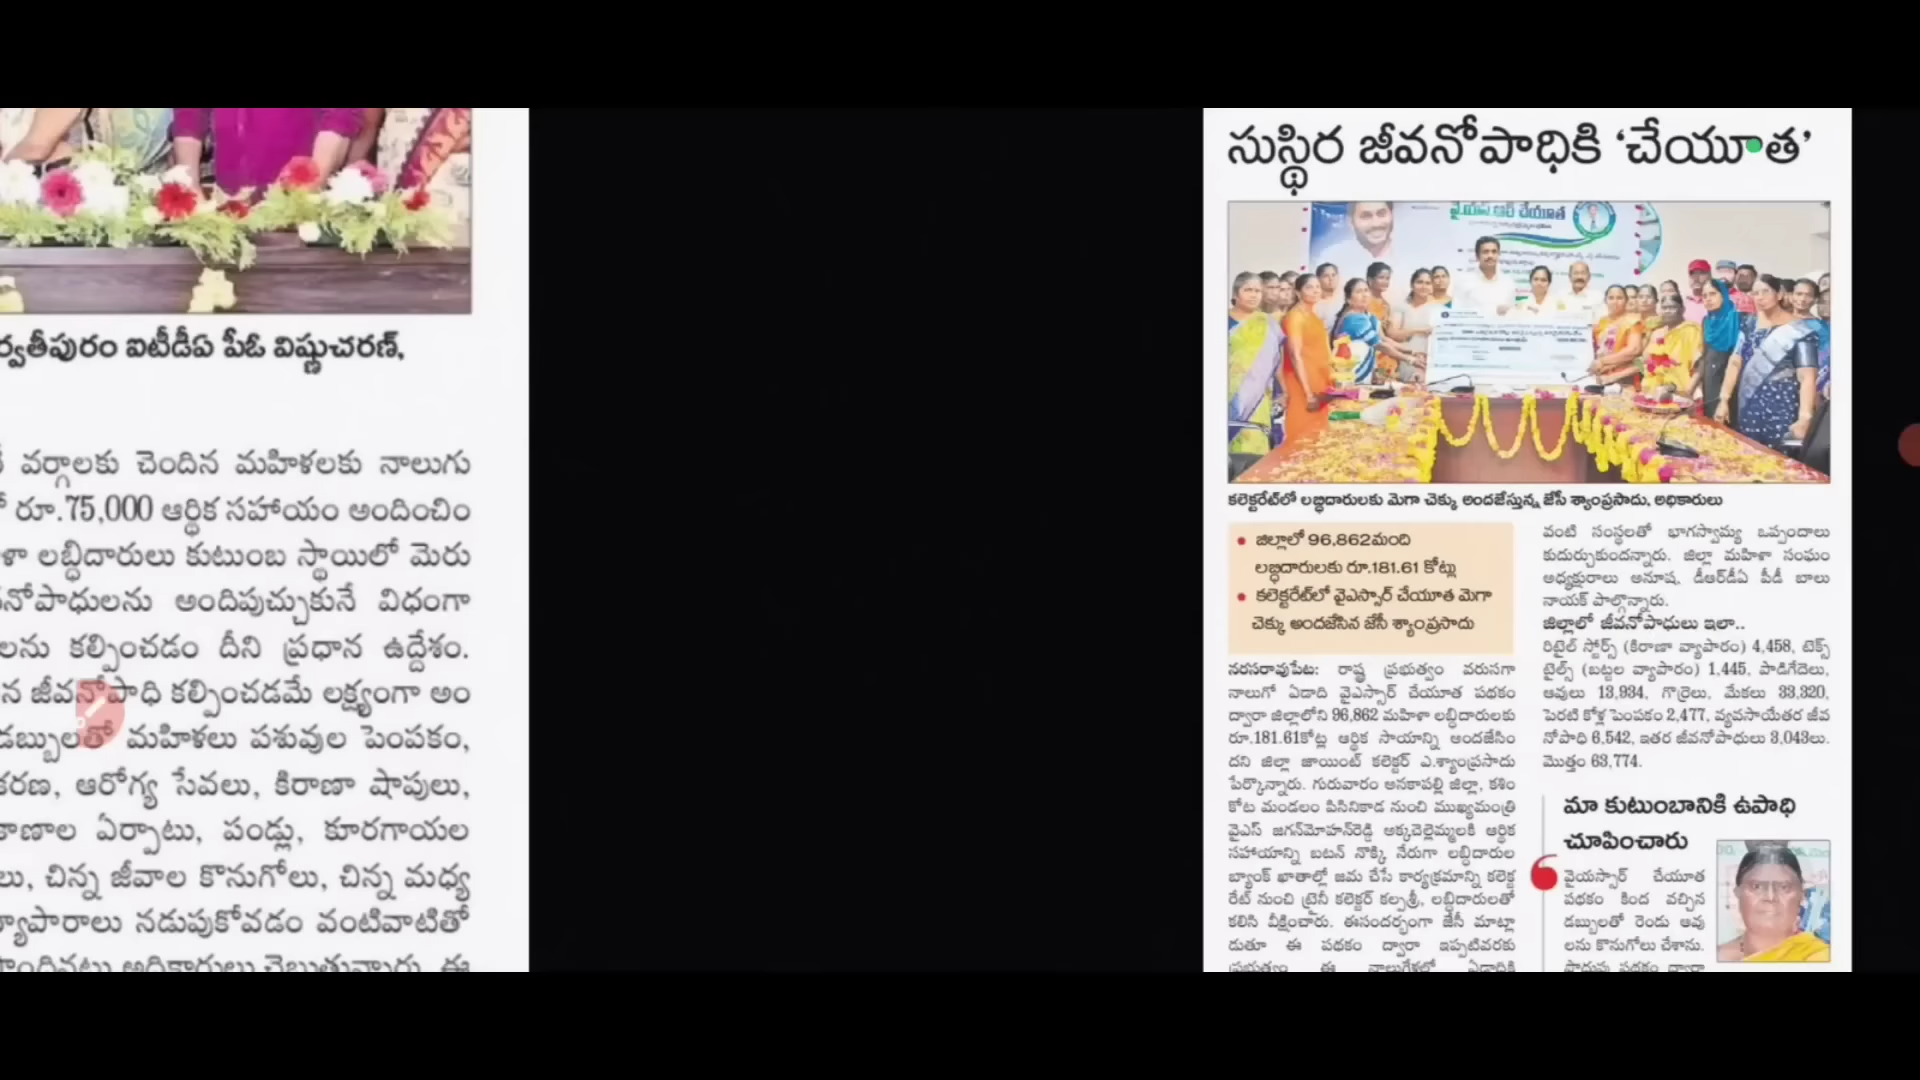 ర్వతీపురం ఐటీడీఏ పీఓ విష్ణుచరణ్,
వర్గాలకు చెందిన మహిళలకు నాలుగు
రూ.75,000 ఆర్థిక సహాయం అందించిం
ళా లబ్ధిదారులు కుటుంబ స్థాయిలో మెరు
నోపాధులను అందిపుచ్చుకునే విధంగా
లను కల్పించడం దీని ప్రధాన ఉద్దేశం.
న జీవనోపాధి కల్పించడమే లక్ష్యంగా అం
డబ్బులతో మహిళలు పశువుల పెంపకం,
కరణ, ఆరోగ్య సేవలు, కిరాణా షాపులు,
కాణాల ఏర్పాటు, పండ్లు, కూరగాయల
లు, చిన్న జీవాల కొనుగోలు, చిన్న మధ్య
వ్యాపారాలు నడుపుకోవడం వంటివాటితో
అధికారులు చెబుతున్నారు. ఈ
సుస్థిర జీవనోపాధికి ‘చేయూత’
వై.యస్.ఆర్ చేయూత
కలెక్టరేట్‌లో లబ్ధిదారులకు మెగా చెక్కు అందజేస్తున్న జేసీ శ్యాంప్రసాదు, అధికారులు
• జిల్లాలో 96,862మంది
లబ్ధిదారులకు రూ.181.61 కోట్లు
• కలెక్టరేట్‌లో వైఎస్సార్ చేయూత మెగా
చెక్కు అందజేసిన జేసీ శ్యాంప్రసాదు
నరసరావుపేట: రాష్ట్ర ప్రభుత్వం వరుసగా
నాలుగో ఏడాది వైఎస్సార్ చేయూత పథకం
ద్వారా జిల్లాలోని 96,862 మహిళా లబ్ధిదారులకు
రూ.181.61కోట్ల ఆర్థిక సాయాన్ని అందజేసిం
దని జిల్లా జాయింట్ కలెక్టర్ ఎ.శ్యాంప్రసాదు
పేర్కొన్నారు. గురువారం అనకాపల్లి జిల్లా, కశిం
కోట మండలం పిసినికాడ నుంచి ముఖ్యమంత్రి
వైఎస్ జగన్‌మోహన్‌రెడ్డి అక్కచెల్లెమ్మలకి ఆర్థిక
సహాయాన్ని బటన్ నొక్కి నేరుగా లబ్ధిదారుల
బ్యాంక్ ఖాతాల్లో జమ చేసే కార్యక్రమాన్ని కలెక్ట
రేట్ నుంచి ట్రైనీ కలెక్టర్ కల్పశ్రీ, లబ్ధిదారులతో
కలిసి వీక్షించారు. ఈసందర్భంగా జేసీ మాట్లా
డుతూ ఈ పథకం ద్వారా ఇప్పటివరకు
ప్రభుత్వం ఈ నాలుగేళ్లలో ఏడాదికి
వంటి సంస్థలతో భాగస్వామ్య ఒప్పందాలు
కుదుర్చుకుందన్నారు. జిల్లా మహిళా సంఘం
అధ్యక్షురాలు అనూష, డీఆర్‌డీఏ పీడీ బాలు
నాయక్ పాల్గొన్నారు.
జిల్లాలో జీవనోపాధులు ఇలా..
రిటైల్ స్టోర్స్ (కిరాణా వ్యాపారం) 4,458, టెక్స్
టైల్స్ (బట్టల వ్యాపారం) 1,445, పాడిగేదెలు,
ఆవులు 13,934, గొర్రెలు, మేకలు 33,320,
పెరటి కోళ్ల పెంపకం 2,477, వ్యవసాయేతర జీవ
నోపాధి 6,542, ఇతర జీవనోపాధులు 3,043లు.
మొత్తం 63,774.
మా కుటుంబానికి ఉపాధి
చూపించారు
వైయస్సార్ చేయూత
పథకం కింద వచ్చిన
డబ్బులతో రెండు ఆవు
లను కొనుగోలు చేశాను.
పొదుపు పథకం ద్వారా